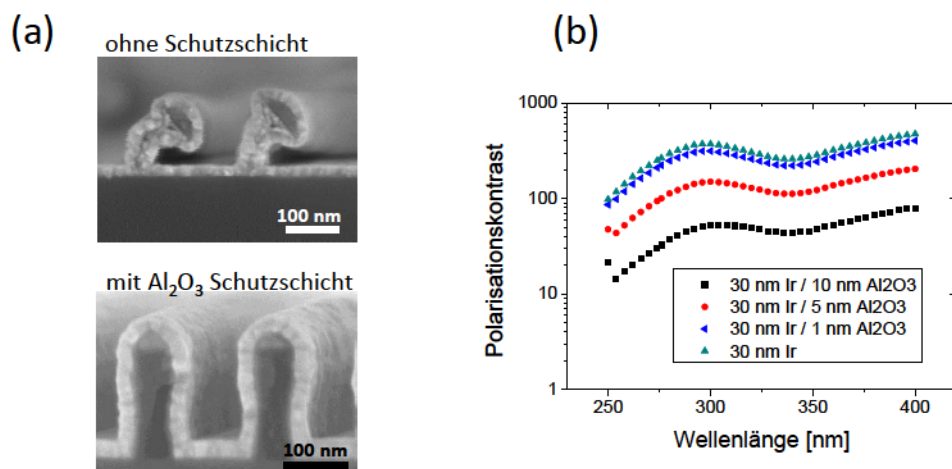 (a)
ohne Schutzschicht
100 nm
mit Al₂O₃ Schutzschicht
100 nm
(b)
Polarisationskontrast
1000
100
10
1
30 nm Ir / 10 nm Al2O3
30 nm Ir / 5 nm Al2O3
30 nm Ir / 1 nm Al2O3
30 nm Ir
250 300 350 400
Wellenlänge [nm]